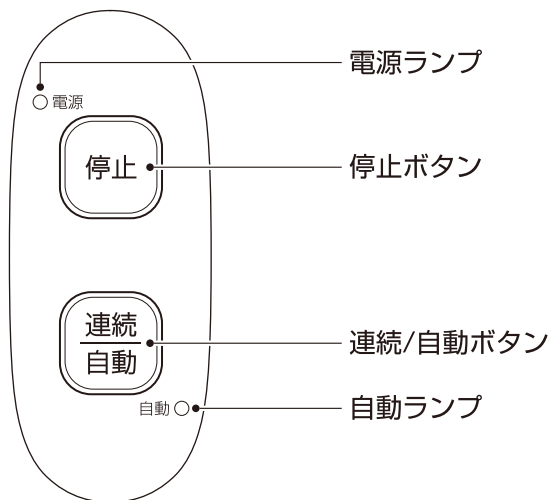 電源ランプ
電源
停止
停止ボタン
連続
自動
連続/自動ボタン
自動
自動ランプ